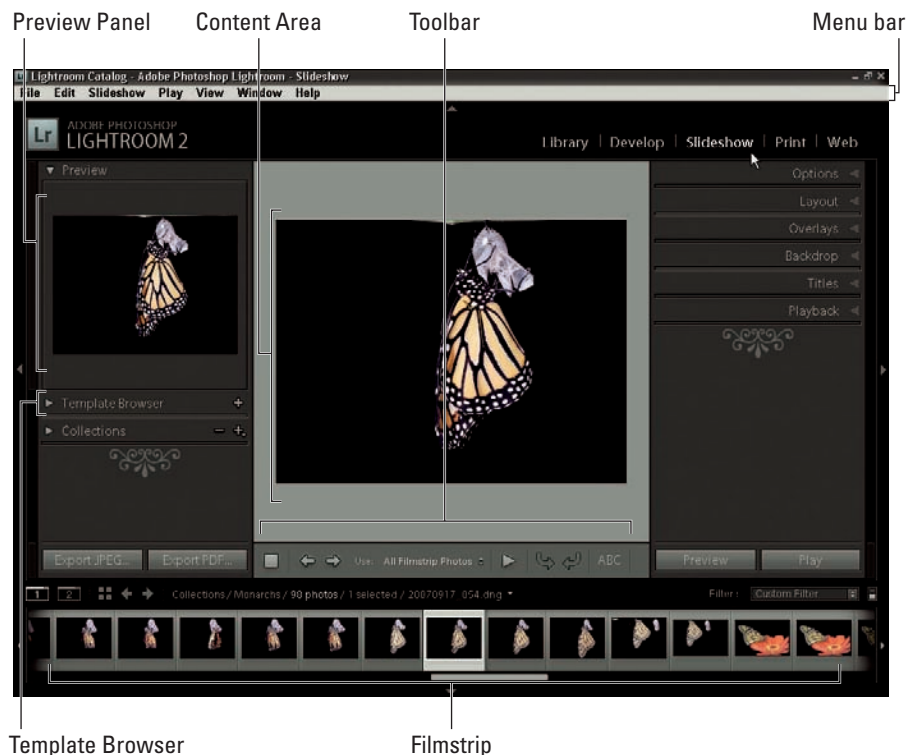 Preview Panel Content Area Toolbar Menu bar
Lightroom Catalog - Adobe Photoshop Lightroom - Slideshow
File Edit Slideshow Play View Window Help
Lr ADOBE PHOTOSHOP
LIGHTROOM 2
Library | Develop | Slideshow | Print | Web
Preview
Options
Layout
Overlays
Backdrop
Titles
Playback
Template Browser
Collections
Export JPEG... Export PDF... Use: All Filmstrip Photos ABC Preview Play
1 2 Collections / Monarchs / 98 photos / 1 selected / 20070917_054.dng Filter : Custom Filter
Template Browser Filmstrip